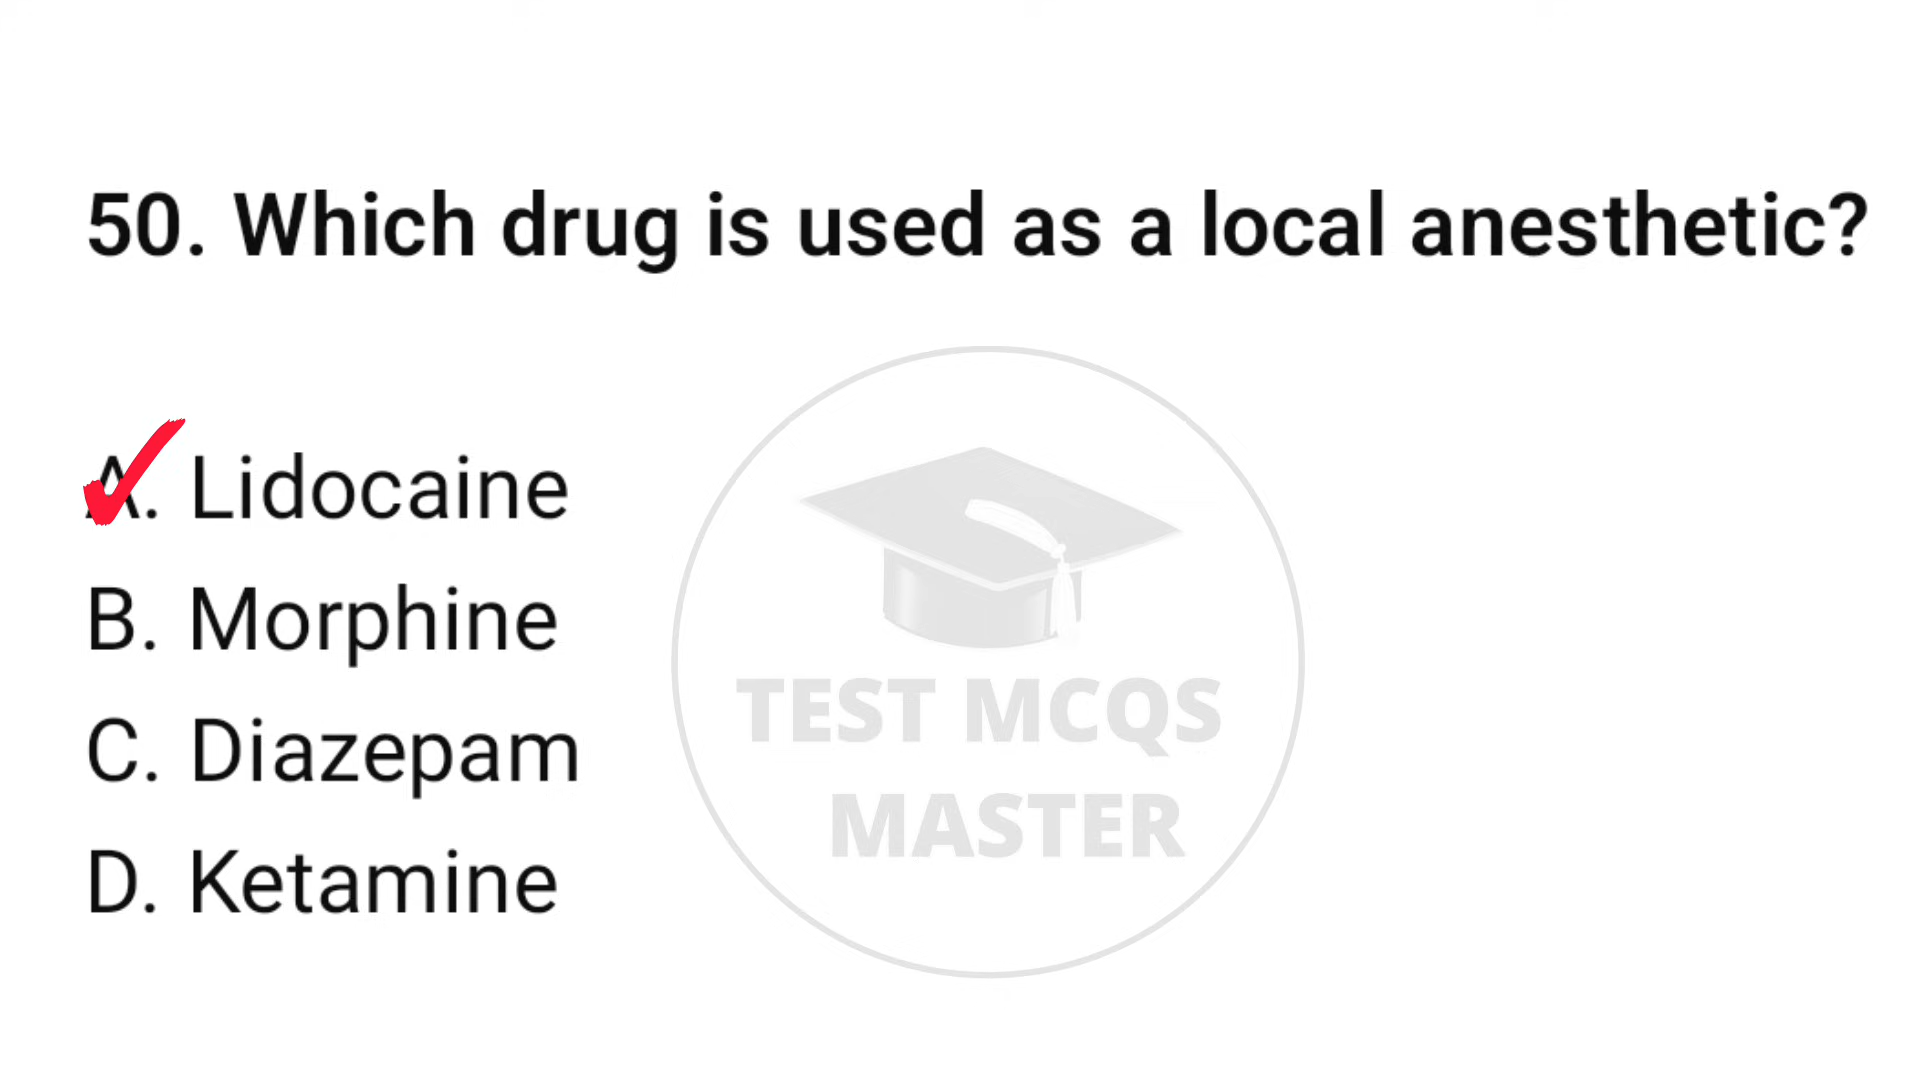 50. Which drug is used as a local anesthetic?
A. Lidocaine
B. Morphine
C. Diazepam
D. Ketamine
TEST MCQS
MASTER